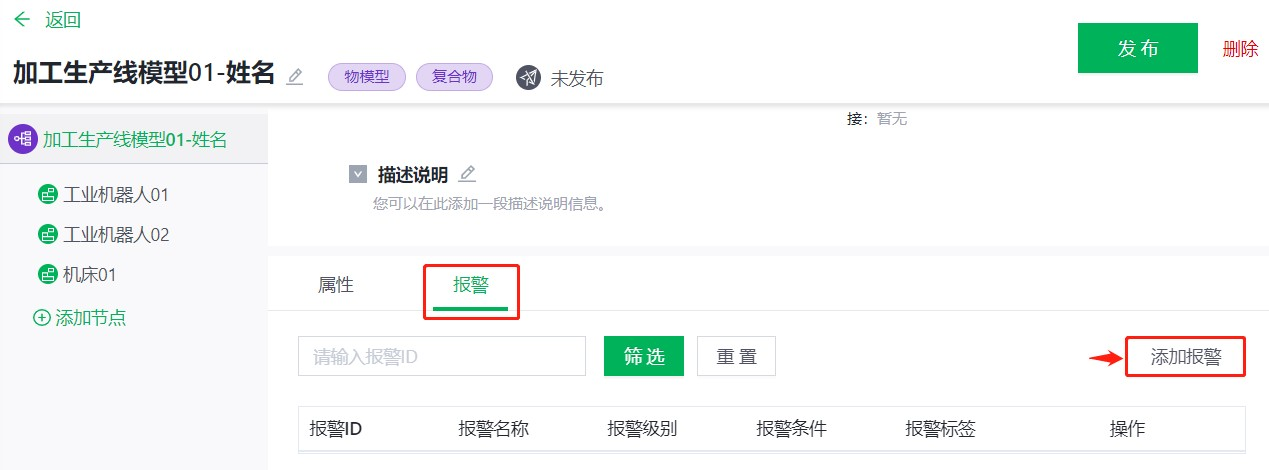 返回
加工生产线模型01-姓名 物模型 复合物 未发布 发布 删除
加工生产线模型01-姓名
工业机器人01
工业机器人02
机床01
添加节点
接：暂无
描述说明
您可以在此添加一段描述说明信息。
属性 报警
请输入报警ID 筛选 重置 添加报警
报警ID 报警名称 报警级别 报警条件 报警标签 操作